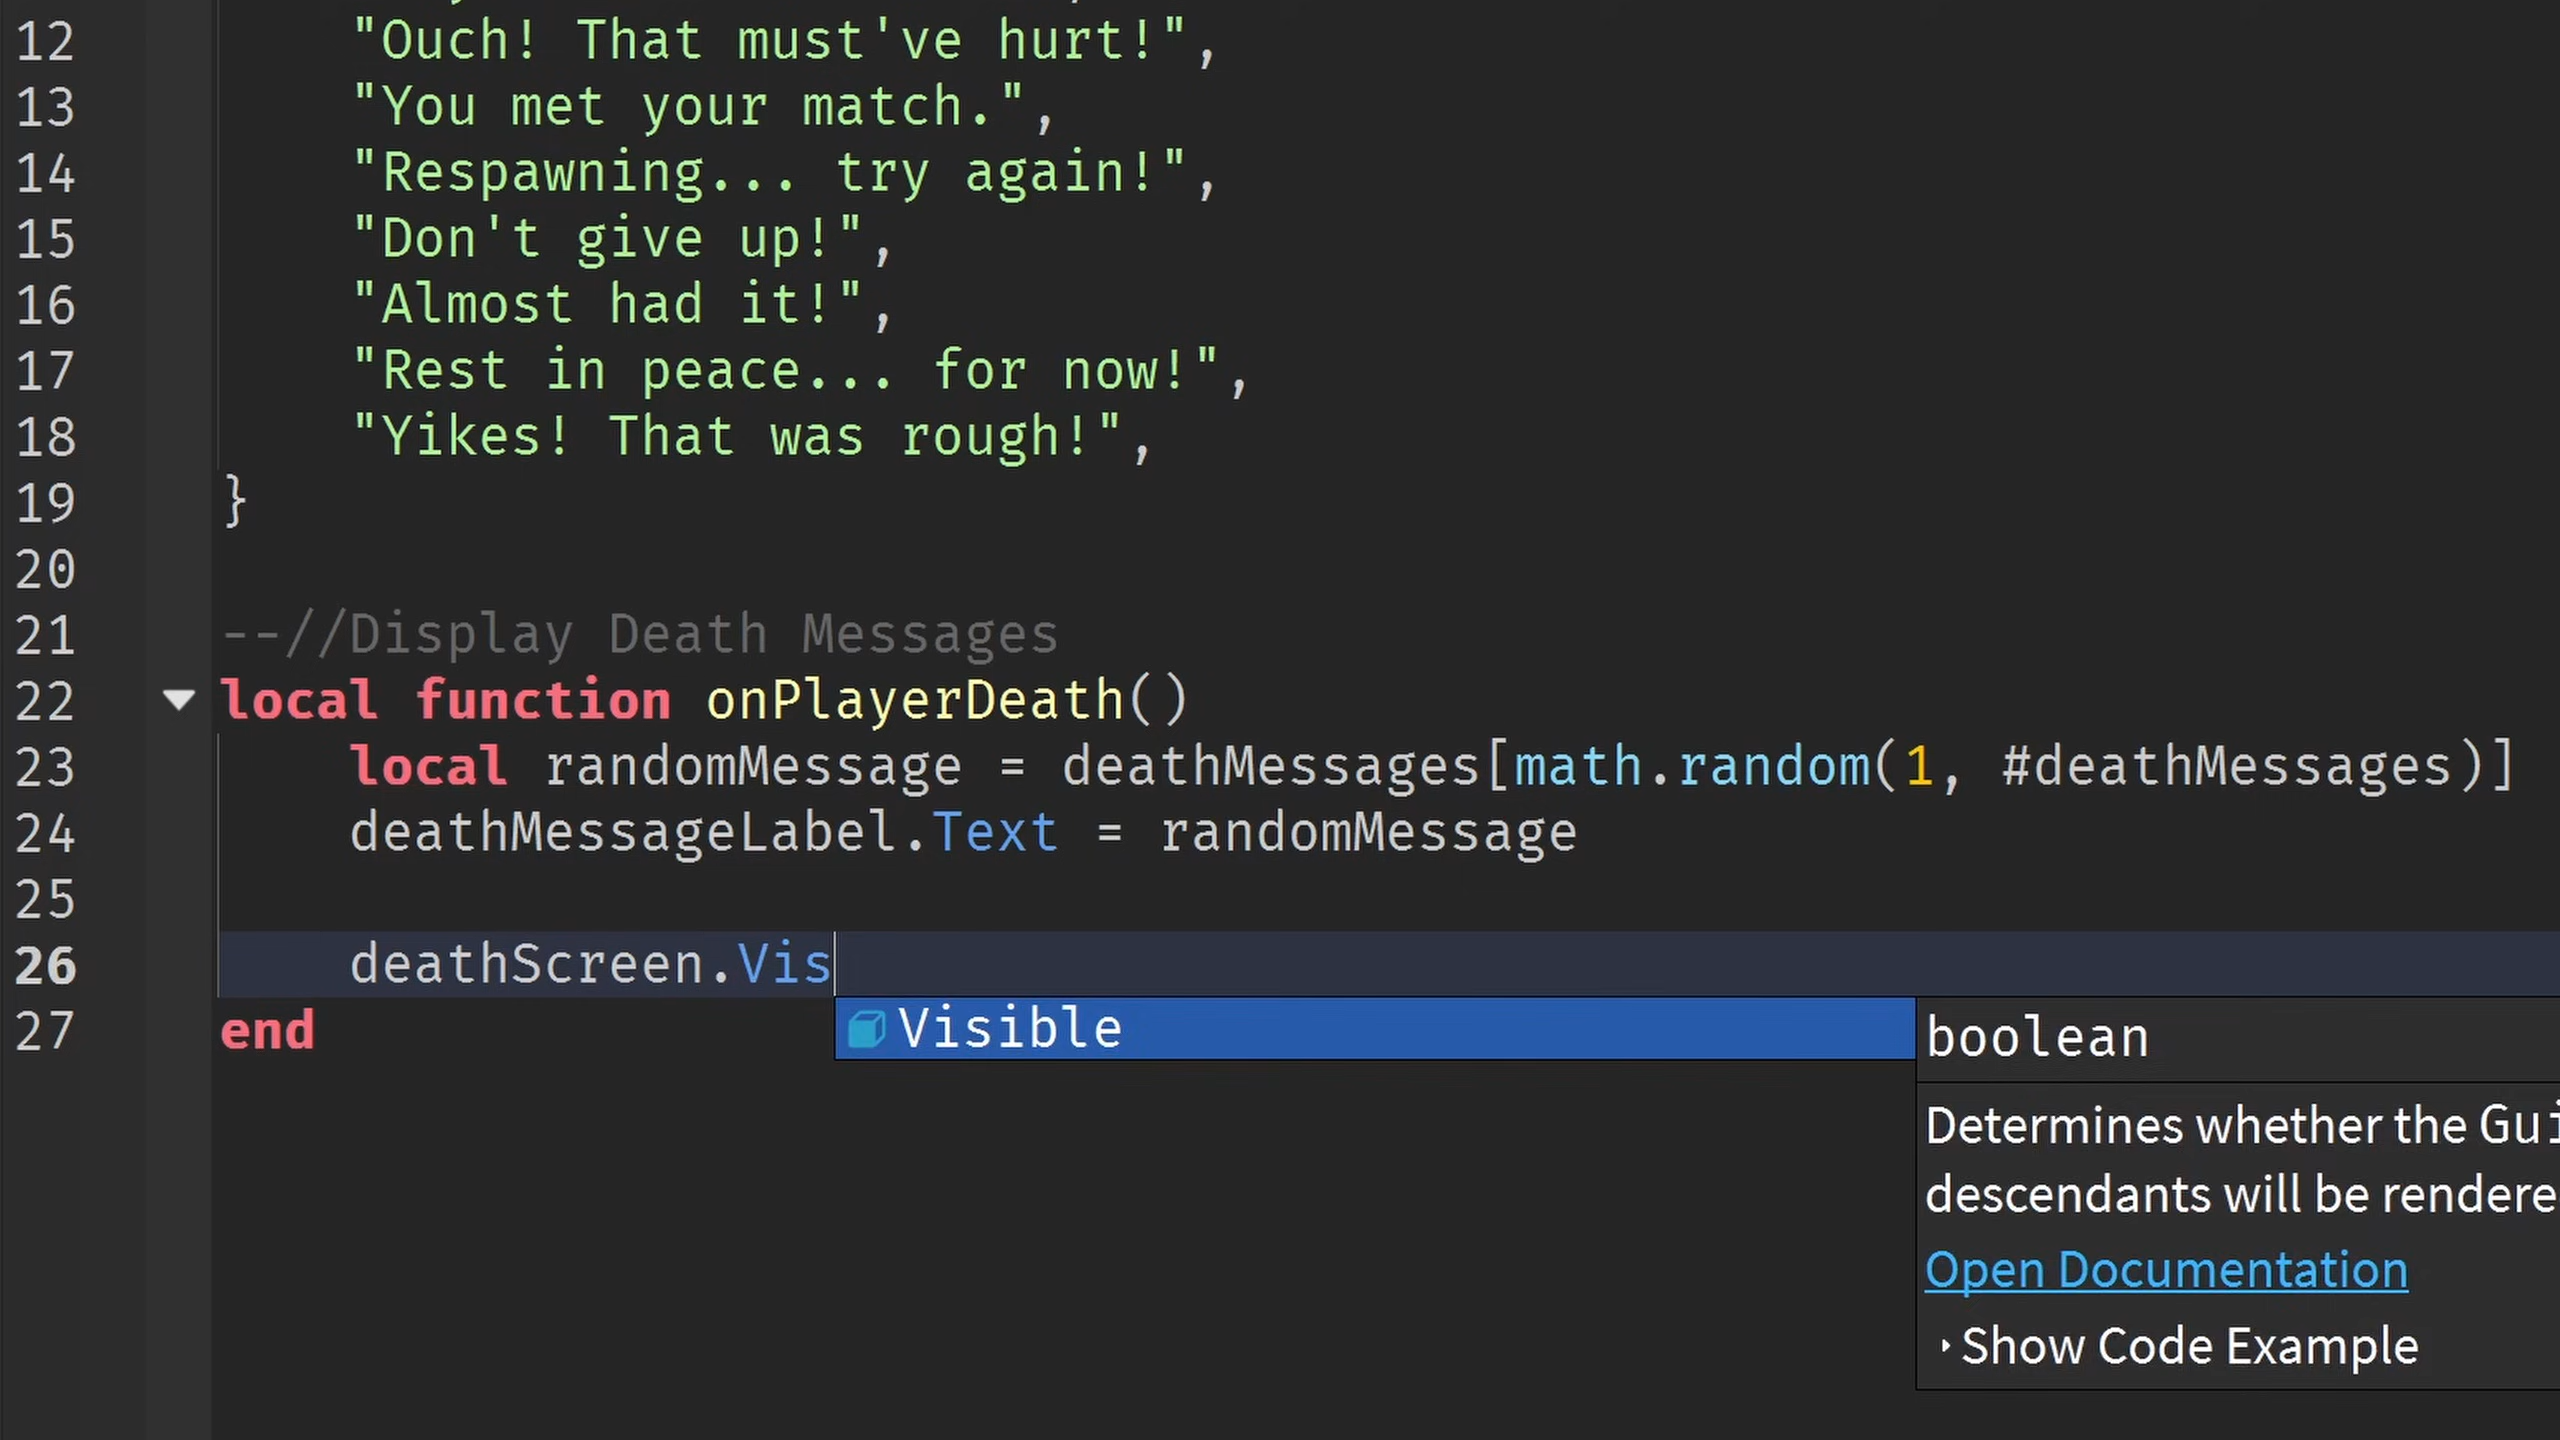 12 "Ouch! That must've hurt!",
13 "You met your match.",
14 "Respawning... try again!",
15 "Don't give up!",
16 "Almost had it!",
17 "Rest in peace... for now!",
18 "Yikes! That was rough!",
19 }
20
21 --//Display Death Messages
22 local function onPlayerDeath()
23 local randomMessage = deathMessages[math.random(1, #deathMessages)]
24 deathMessageLabel.Text = randomMessage
25
26 deathScreen.Vis
27 end
Visible
boolean
Determines whether the Gui
descendants will be rendere
Open Documentation
Show Code Example